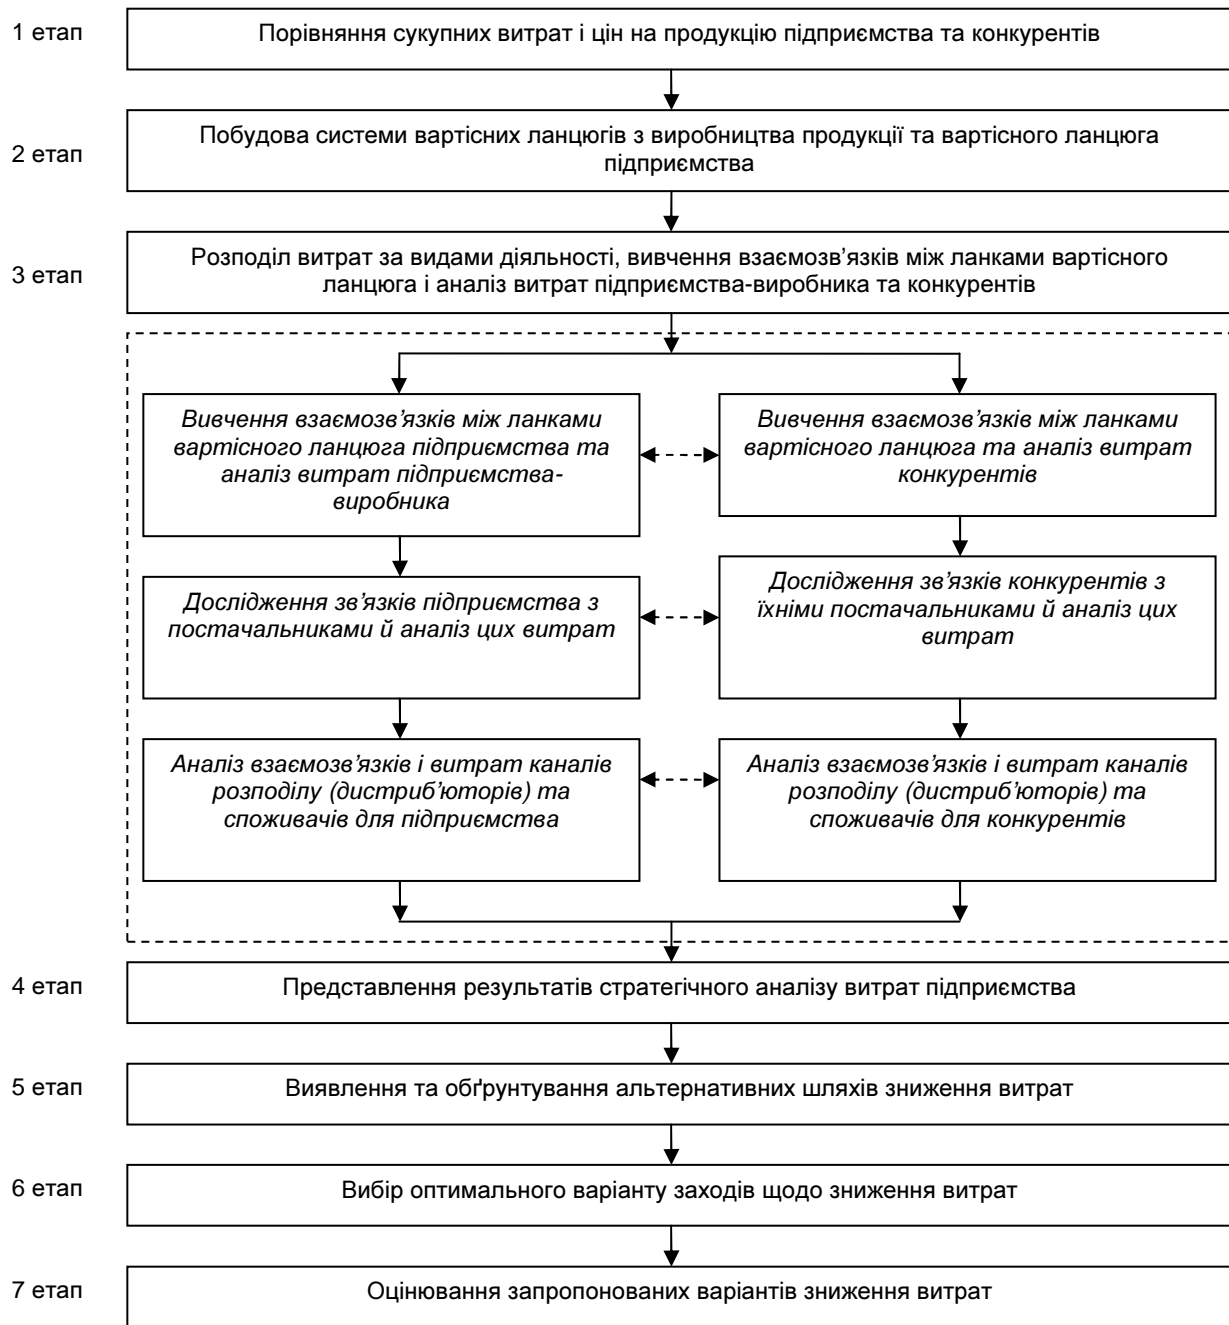 1 етап
Порівняння сукупних витрат і цін на продукцію підприємства та конкурентів
2 етап
Побудова системи вартісних ланцюгів з виробництва продукції та вартісного ланцюга
підприємства
3 етап
Розподіл витрат за видами діяльності, вивчення взаємозв'язків між ланками вартісного
ланцюга і аналіз витрат підприємства-виробника та конкурентів
Вивчення взаємозв'язків між ланками
вартісного ланцюга підприємства та
аналіз витрат підприємства-
виробника
Вивчення взаємозв'язків між ланками
вартісного ланцюга та аналіз витрат
конкурентів
Дослідження зв'язків підприємства з
постачальниками й аналіз цих витрат
Дослідження зв'язків конкурентів з
їхніми постачальниками й аналіз цих
витрат
Аналіз взаємозв'язків і витрат каналів
розподілу (дистриб'юторів) та
споживачів для підприємства
Аналіз взаємозв'язків і витрат каналів
розподілу (дистриб'юторів) та
споживачів для конкурентів
4 етап
Представлення результатів стратегічного аналізу витрат підприємства
5 етап
Виявлення та обґрунтування альтернативних шляхів зниження витрат
6 етап
Вибір оптимального варіанту заходів щодо зниження витрат
7 етап
Оцінювання запропонованих варіантів зниження витрат